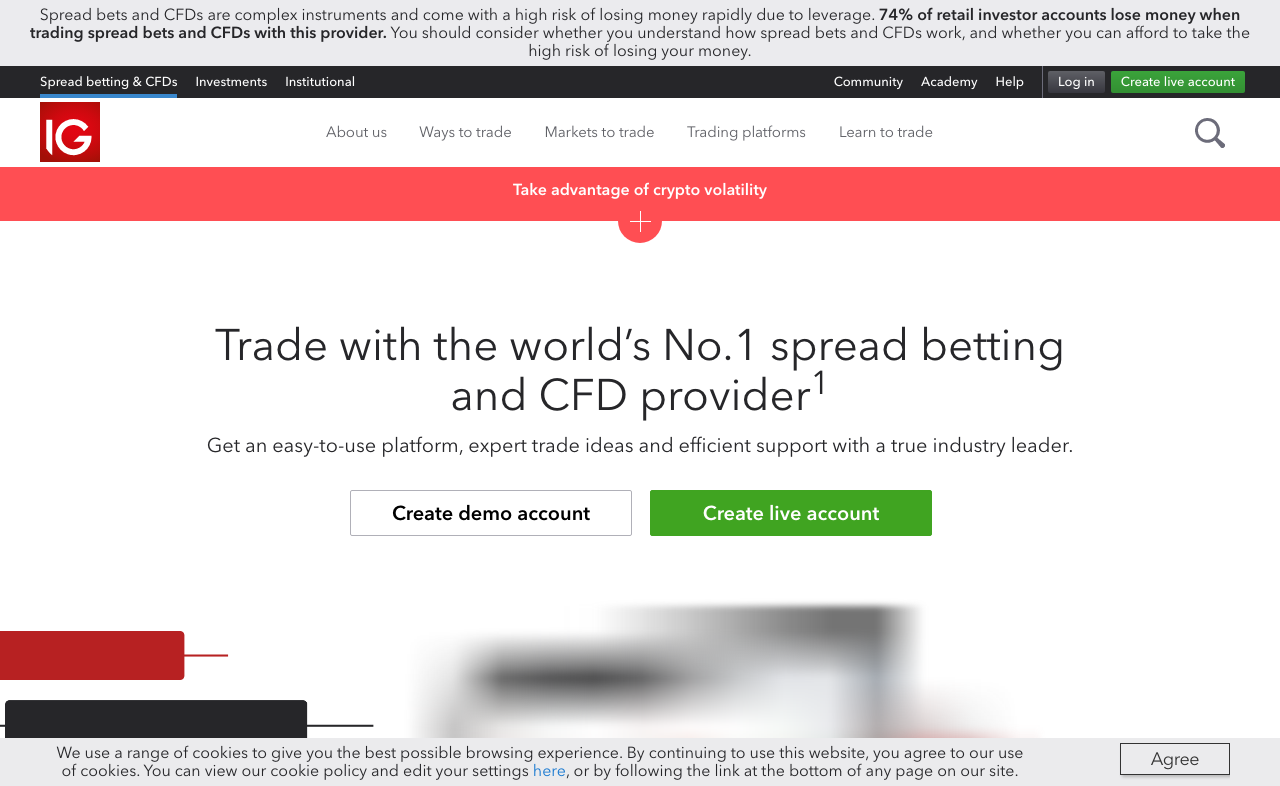 Spread bets and CFDs are complex instruments and come with a high risk of losing money rapidly due to leverage. 74% of retail investor accounts lose money when
trading spread bets and CFDs with this provider. You should consider whether you understand how spread bets and CFDs work, and whether you can afford to take the
high risk of losing your money.
Spread betting & CFDs Investments Institutional Community Academy Help Log in Create live account
IG About us Ways to trade Markets to trade Trading platforms Learn to trade
Take advantage of crypto volatility
Trade with the world’s No.1 spread betting
and CFD provider¹
Get an easy-to-use platform, expert trade ideas and efficient support with a true industry leader.
Create demo account Create live account
We use a range of cookies to give you the best possible browsing experience. By continuing to use this website, you agree to our use
of cookies. You can view our cookie policy and edit your settings here, or by following the link at the bottom of any page on our site.
Agree